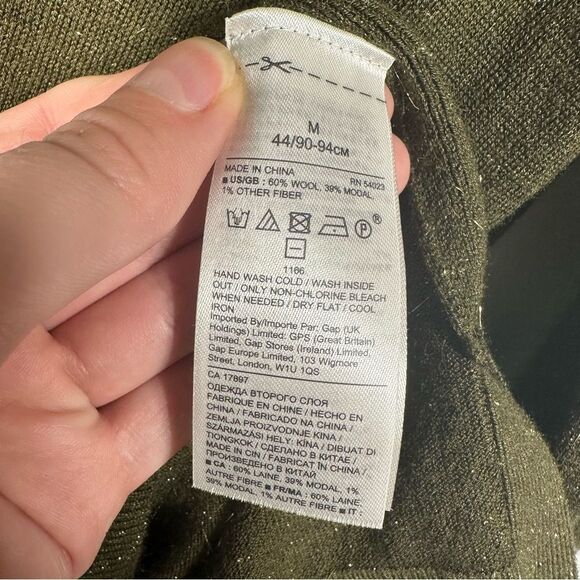 M
44/90-94CM
MADE IN CHINA RN 54023
■ US/GB : 60% WOOL, 39% MODAL
1% OTHER FIBER
P ®
1166
HAND WASH COLD / WASH INSIDE
OUT / ONLY NON-CHLORINE BLEACH
WHEN NEEDED / DRY FLAT / COOL
IRON
Imported By/Importe Par: Gap (UK
Holdings) Limited: GPS (Great Britain)
Limited, Gap Stores (Ireland) Limited.
Gap Europe Limited, 103 Wigmore
Street, London, W1U 1QS
CA 17897
ОДЕЖДА ВТОРОГО СЛОЯ
FABRIQUE EN CHINE / HECHO EN
CHINA / FABRICADO NA CHINA /
ZEMLJA PROIZVODNJE KINA /
SZÁRMAZÁSI HELY: KÍNA / DIBUAT DI
TIONGKOK / СДЕЛАНО В КИТАЕ /
MADE IN CIN / FABRICAT ÎN CHINA /
ПРОИЗВЕДЕНО В КИТАЙ
■ CA : 60% LAINE, 39% MODAL, 1%
AUTRE FIBRE ■ FR/MA : 60% LAINE,
39% MODAL, 1% AUTRE FIBRE ■ IT :